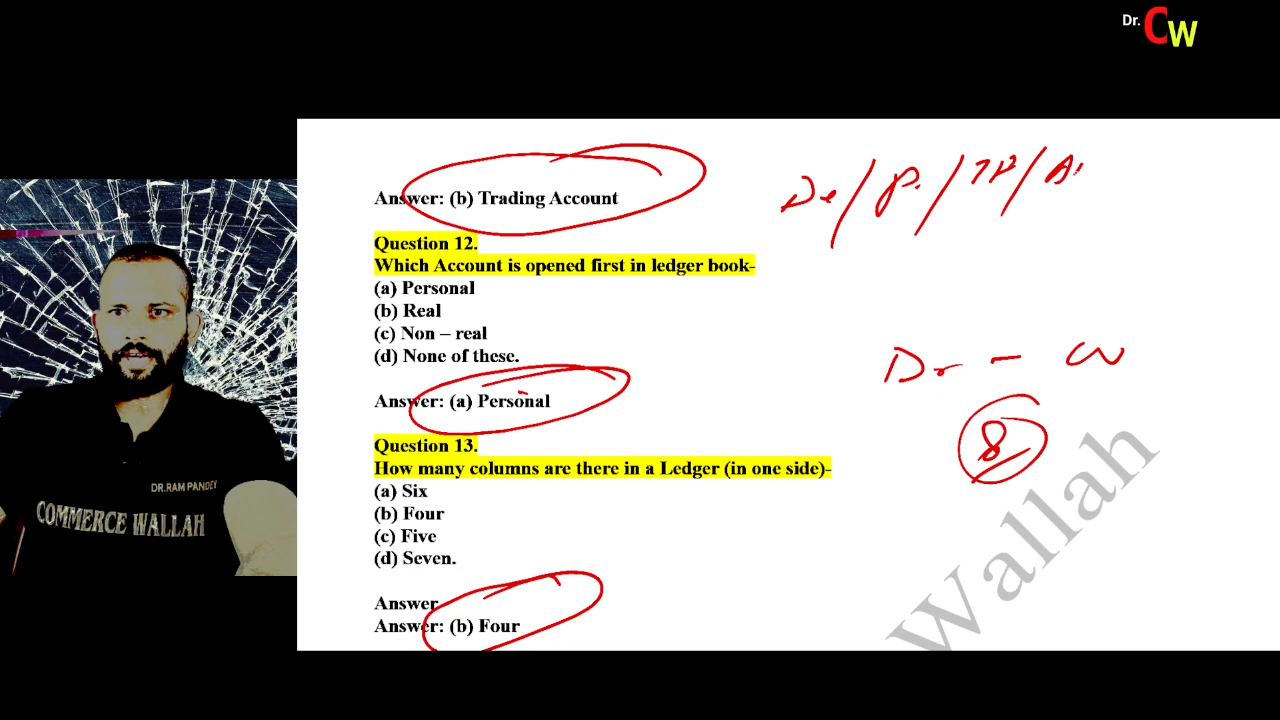 Dr. CW
Answer: (b) Trading Account
Question 12.
Which Account is opened first in ledger book-
(a) Personal
(b) Real
(c) Non – real
(d) None of these.
Answer: (a) Personal
Question 13.
How many columns are there in a Ledger (in one side)-
(a) Six
(b) Four
(c) Five
(d) Seven.
Answer
Answer: (b) Four
Dr -
8
Wallah
DR.RAM PANDEY
COMMERCE WALLAH